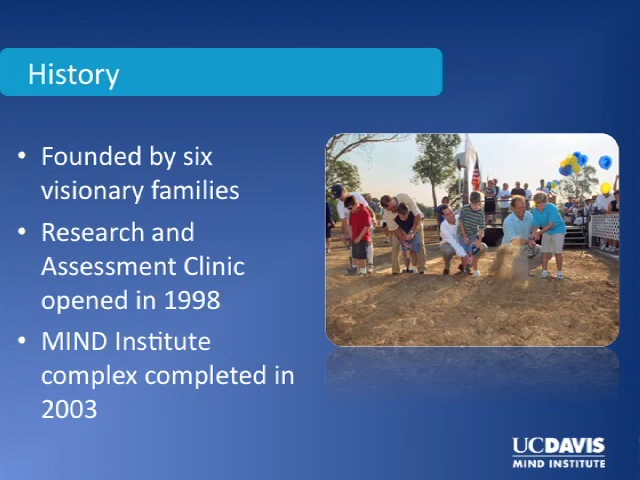 History
• Founded by six
visionary families
• Research and
Assessment Clinic
opened in 1998
• MIND Institute
complex completed in
2003
UCDAVIS
MIND INSTITUTE